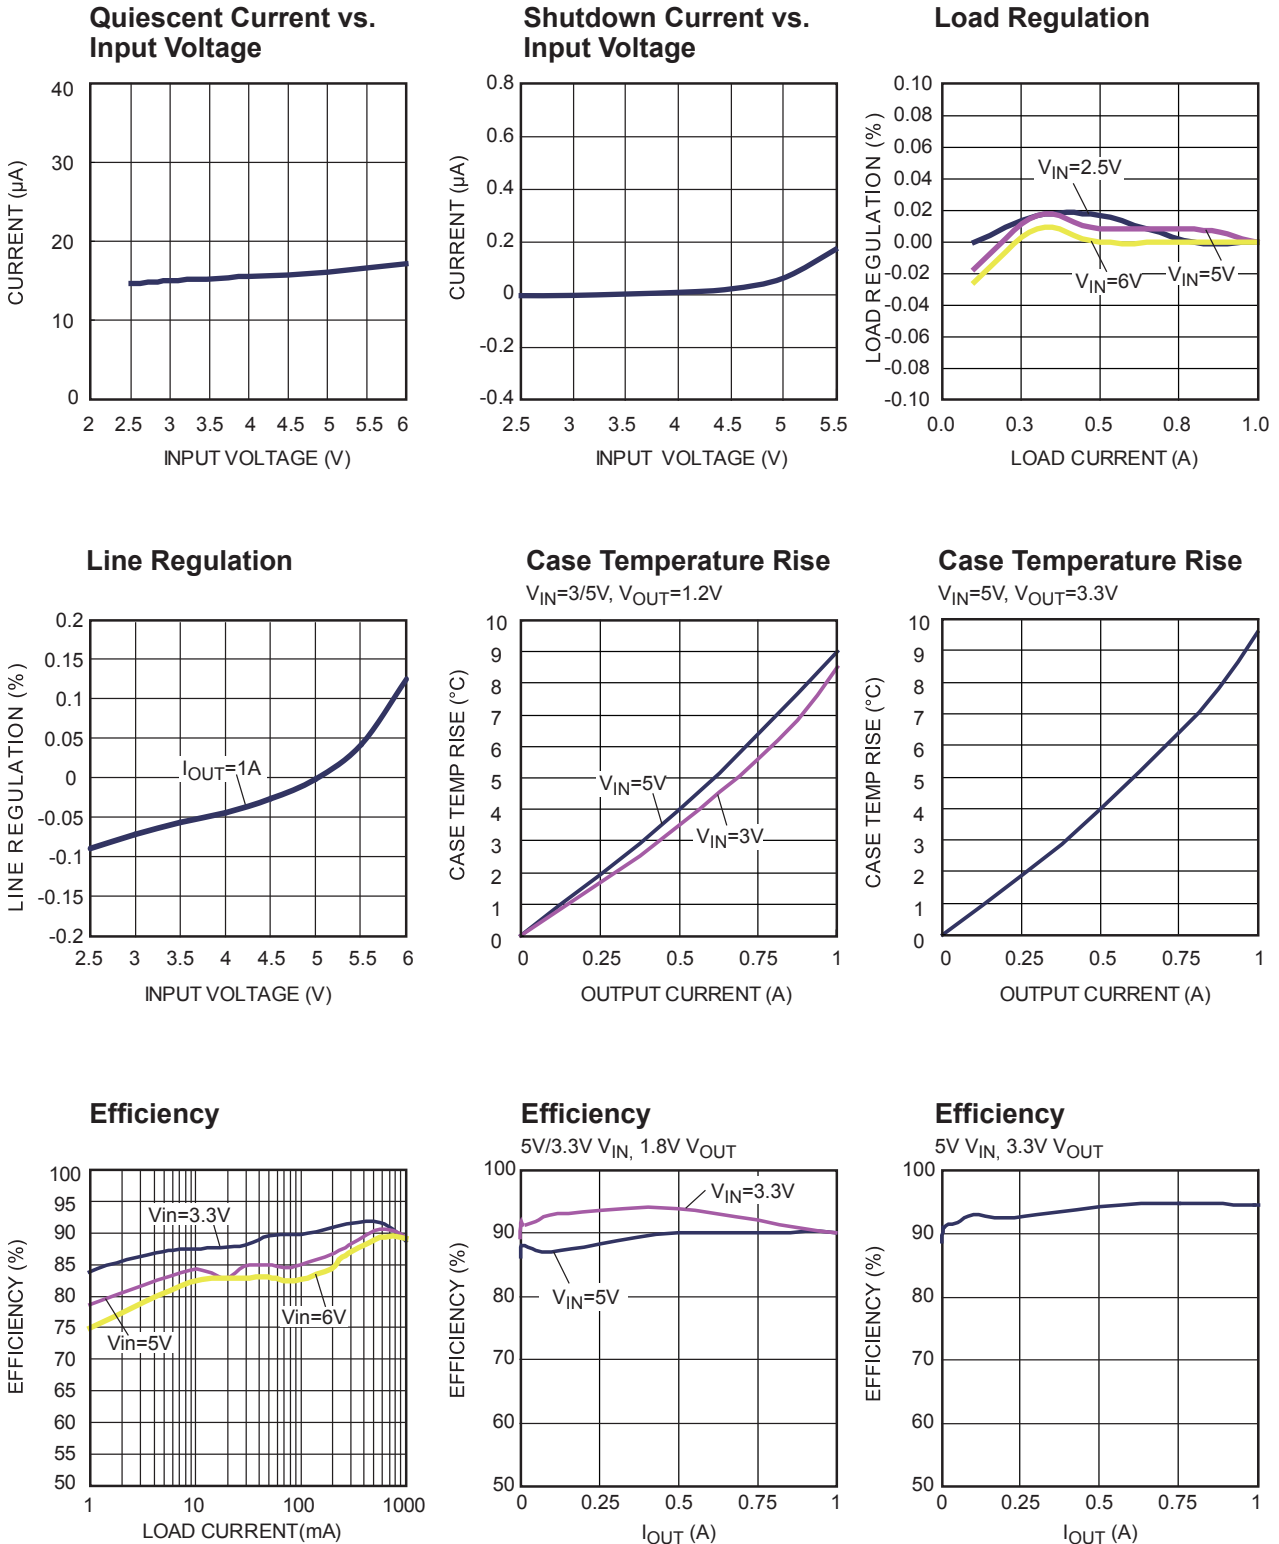 Quiescent Current vs.
Input Voltage
CURRENT (µA)
40
30
20
10
0
2 2.5 3 3.5 4 4.5 5 5.5 6
INPUT VOLTAGE (V)
Shutdown Current vs.
Input Voltage
CURRENT (µA)
0.8
0.6
0.4
0.2
0
-0.2
-0.4
2.5 3 3.5 4 4.5 5 5.5
INPUT VOLTAGE (V)
Load Regulation
LOAD REGULATION (%)
0.10
0.08
0.06
0.04
0.02
0.00
-0.02
-0.04
-0.06
-0.08
-0.10
VIN=2.5V
VIN=6V
VIN=5V
0.0 0.3 0.5 0.8 1.0
LOAD CURRENT (A)
Line Regulation
LINE REGULATION (%)
0.2
0.15
0.1
0.05
0
-0.05
-0.1
-0.15
-0.2
IOUT=1A
2.5 3 3.5 4 4.5 5 5.5 6
INPUT VOLTAGE (V)
Case Temperature Rise
VIN=3/5V, VOUT=1.2V
CASE TEMP RISE (°C)
10
9
8
7
6
5
4
3
2
1
0
VIN=5V
VIN=3V
0 0.25 0.5 0.75 1
OUTPUT CURRENT (A)
Case Temperature Rise
VIN=5V, VOUT=3.3V
CASE TEMP RISE (°C)
10
9
8
7
6
5
4
3
2
1
0
0 0.25 0.5 0.75 1
OUTPUT CURRENT (A)
Efficiency
EFFICIENCY (%)
100
95
90
85
80
75
70
65
60
55
50
Vin=3.3V
Vin=6V
Vin=5V
1 10 100 1000
LOAD CURRENT(mA)
Efficiency
5V/3.3V VIN, 1.8V VOUT
EFFICIENCY (%)
100
90
80
70
60
50
VIN=3.3V
VIN=5V
0 0.25 0.5 0.75 1
IOUT (A)
Efficiency
5V VIN, 3.3V VOUT
EFFICIENCY (%)
100
90
80
70
60
50
0 0.25 0.5 0.75 1
IOUT (A)